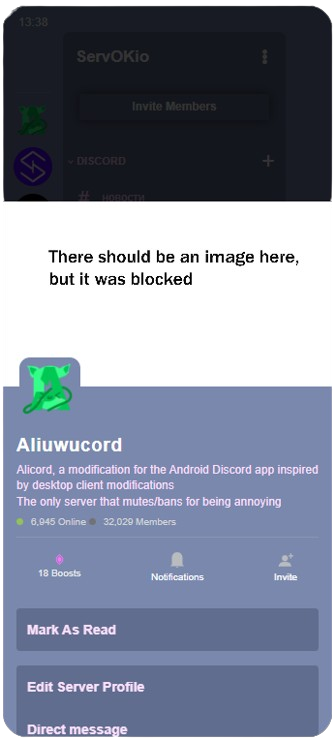 13:38
ServOKio
Invite Members
DISCORD
# НОВОСТИ
There should be an image here,
but it was blocked
Aliuwucord
Alicord, a modification for the Android Discord app inspired
by desktop client modifications
The only server that mutes/bans for being annoying
6,945 Online 32,029 Members
18 Boosts
Notifications
Invite
Mark As Read
Edit Server Profile
Direct message